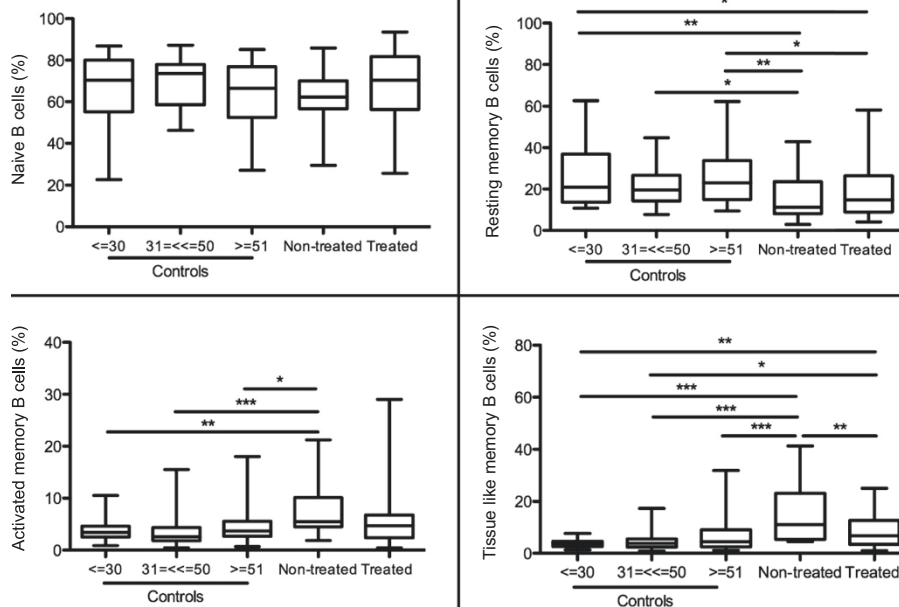 Naive B cells (%)
100
80
60
40
20
0
<=30 31=<<=50 >=51 Non-treated Treated
Controls
Resting memory B cells (%)
100
80
60
40
20
0
*
**
*
**
*
<=30 31=<<=50 >=51 Non-treated Treated
Controls
Activated memory B cells (%)
40
30
20
10
0
*
***
**
<=30 31=<<=50 >=51 Non-treated Treated
Controls
Tissue like memory B cells (%)
80
60
40
20
0
**
*
***
***
*** **
<=30 31=<<=50 >=51 Non-treated Treated
Controls